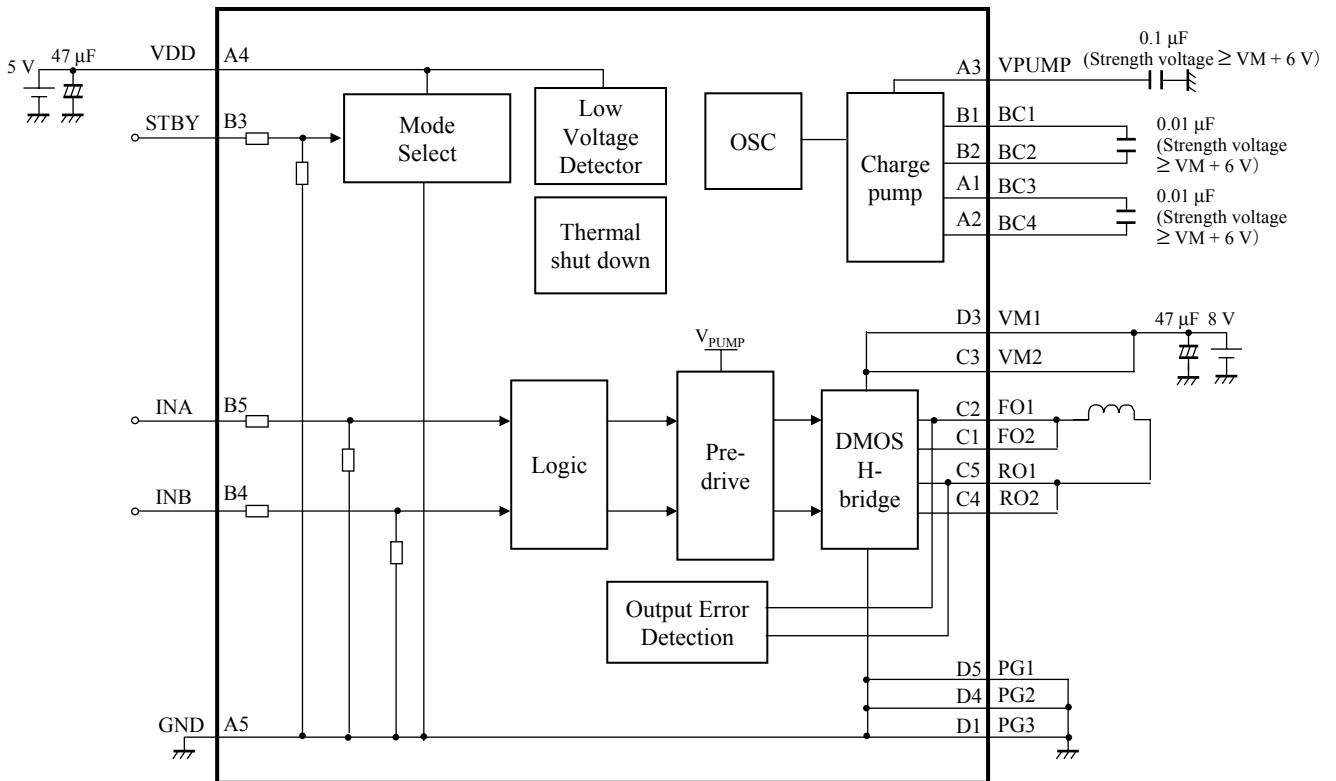 5 V
47 μF
VDD
A4
STBY
B3
Mode
Select
Low
Voltage
Detector
Thermal
shut down
OSC
Charge
pump
A3
VPUMP
0.1 μF
(Strength voltage ≥ VM + 6 V)
B1
BC1
B2
BC2
0.01 μF
(Strength voltage
≥ VM + 6 V)
A1
BC3
A2
BC4
0.01 μF
(Strength voltage
≥ VM + 6 V)
D3
VM1
C3
VM2
47 μF
8 V
VPUMP
INA
B5
INB
B4
Logic
Pre-
drive
DMOS
H-
bridge
C2
FO1
C1
FO2
C5
RO1
C4
RO2
Output Error
Detection
D5
PG1
D4
PG2
D1
PG3
GND
A5